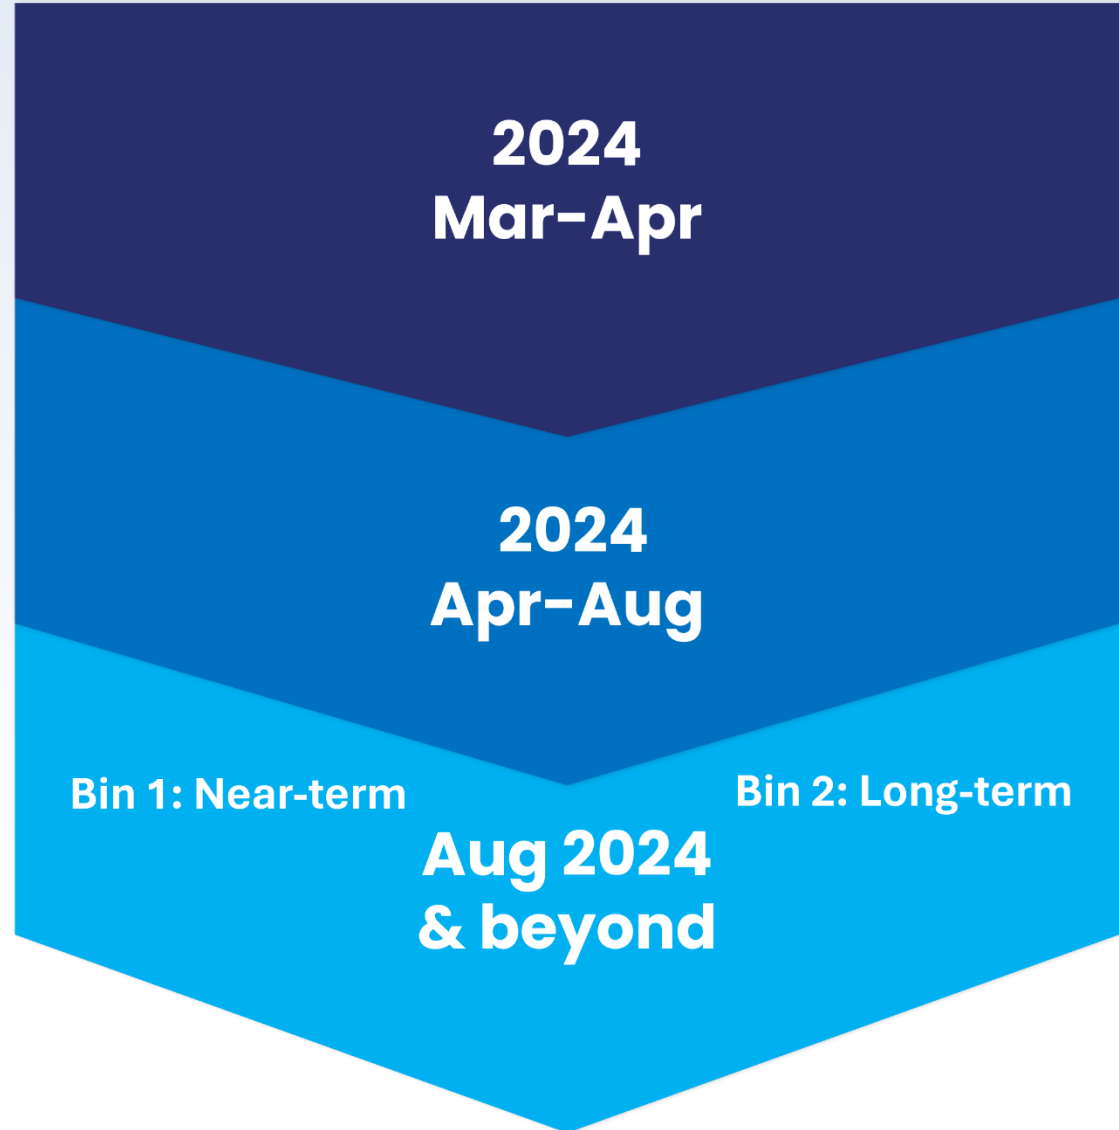 2024
Mar-Apr
2024
Apr-Aug
Bin 1: Near-term
Bin 2: Long-term
Aug 2024
& beyond